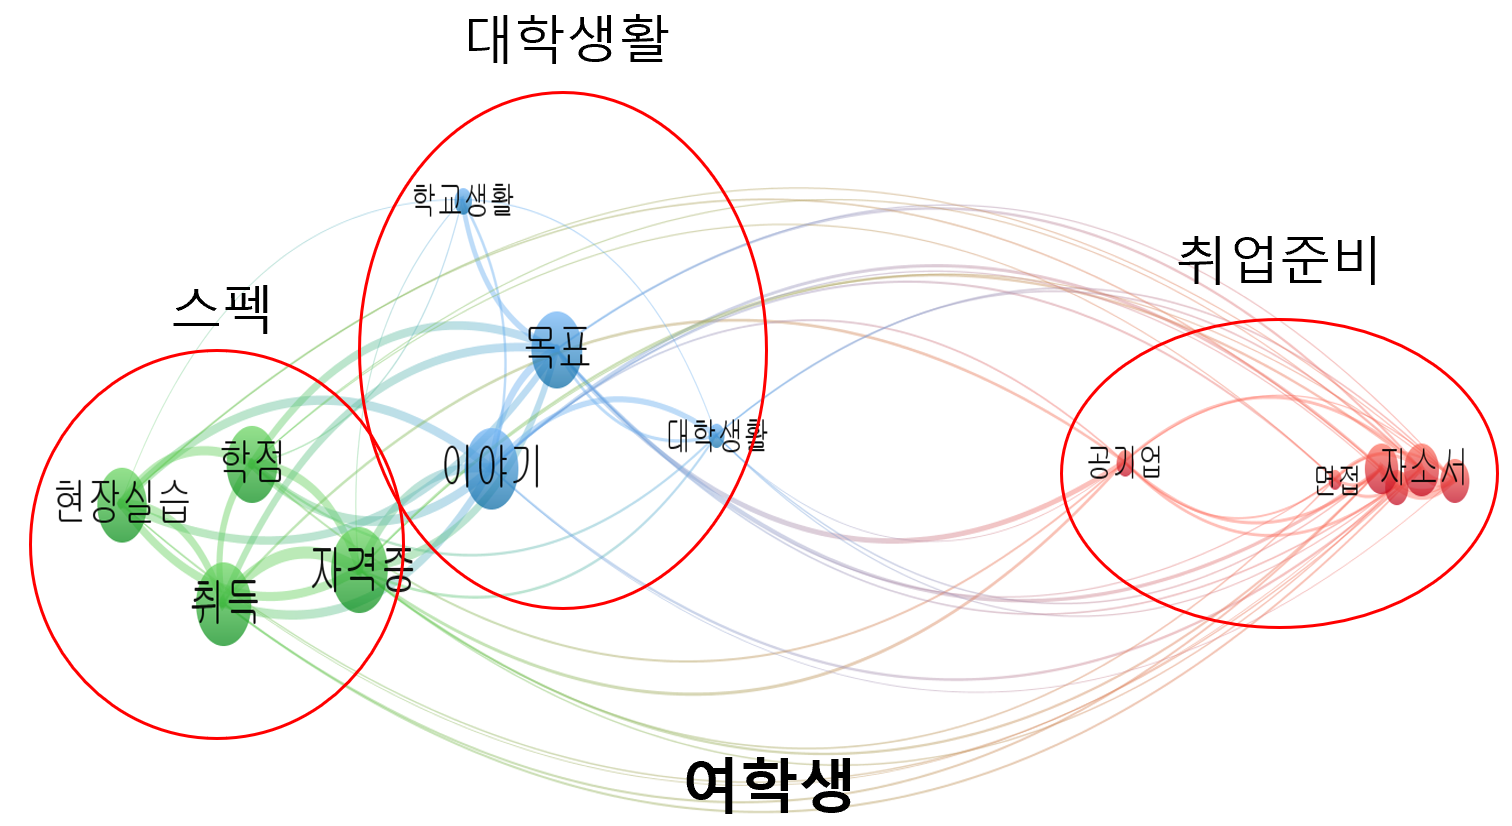 대학생활
학교생활
취업준비
스펙
목표
대학생활
학점
이야기
공기업
면접
자소서
현장실습
자격증
취득
여학생